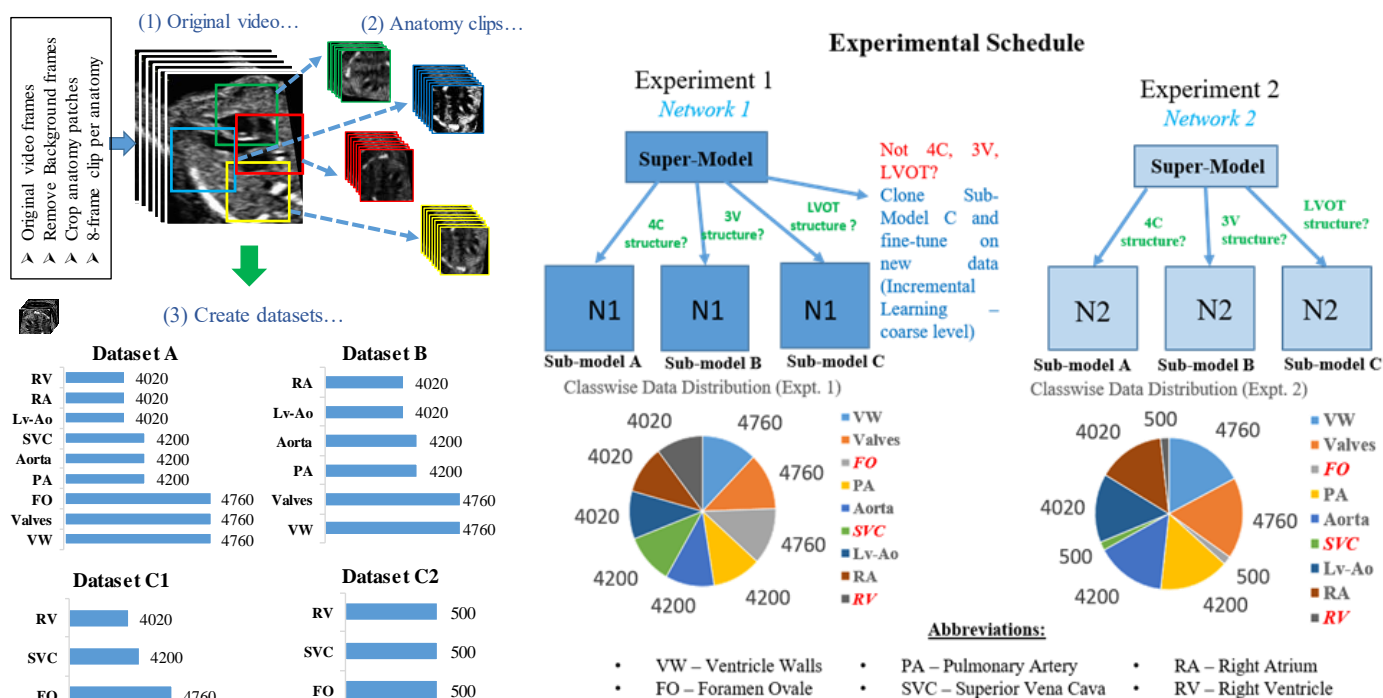 (1) Original video…
(2) Anatomy clips…
➤ Original video frames
➤ Remove Background frames
➤ Crop anatomy patches
➤ 8-frame clip per anatomy
(3) Create datasets…
Dataset A
RV 4020
RA 4020
Lv-Ao 4020
SVC 4200
Aorta 4200
PA 4200
FO 4760
Valves 4760
VW 4760
Dataset B
RA 4020
Lv-Ao 4020
Aorta 4200
PA 4200
Valves 4760
VW 4760
Dataset C1
RV 4020
SVC 4200
FO 4760
Dataset C2
RV 500
SVC 500
FO 500
Experimental Schedule
Experiment 1
Network 1
Super-Model
4C structure?
3V structure?
LVOT structure ?
Not 4C, 3V,
LVOT?
Clone Sub-
Model C and
fine-tune on
new data
(Incremental
Learning –
coarse level)
N1
N1
N1
Sub-model A
Sub-model B
Sub-model C
Classwise Data Distribution (Expt. 1)
4760
4760
4760
4200
4200
4200
4020
4020
4020
VW
Valves
FO
PA
Aorta
SVC
Lv-Ao
RA
RV
Experiment 2
Network 2
Super-Model
4C structure?
3V structure?
LVOT structure?
N2
N2
N2
Sub-model A
Sub-model B
Sub-model C
Classwise Data Distribution (Expt. 2)
4760
4760
500
4200
4200
500
4020
4020
500
VW
Valves
FO
PA
Aorta
SVC
Lv-Ao
RA
RV
Abbreviations:
• VW – Ventricle Walls
• PA – Pulmonary Artery
• RA – Right Atrium
• FO – Foramen Ovale
• SVC – Superior Vena Cava
• RV – Right Ventricle